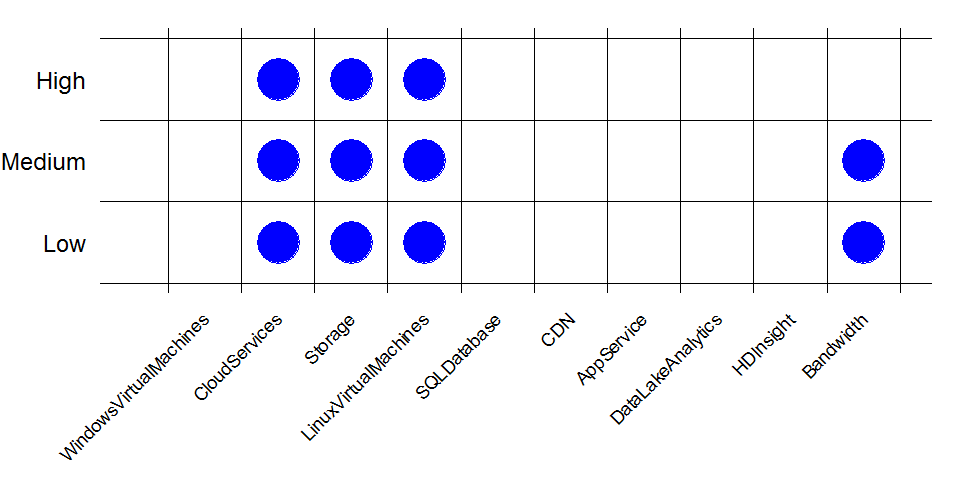 High
Medium
Low
WindowsVirtualMachines
CloudServices
Storage
LinuxVirtualMachines
SQLDatabase
CDN
AppService
DataLakeAnalytics
HDInsight
Bandwidth